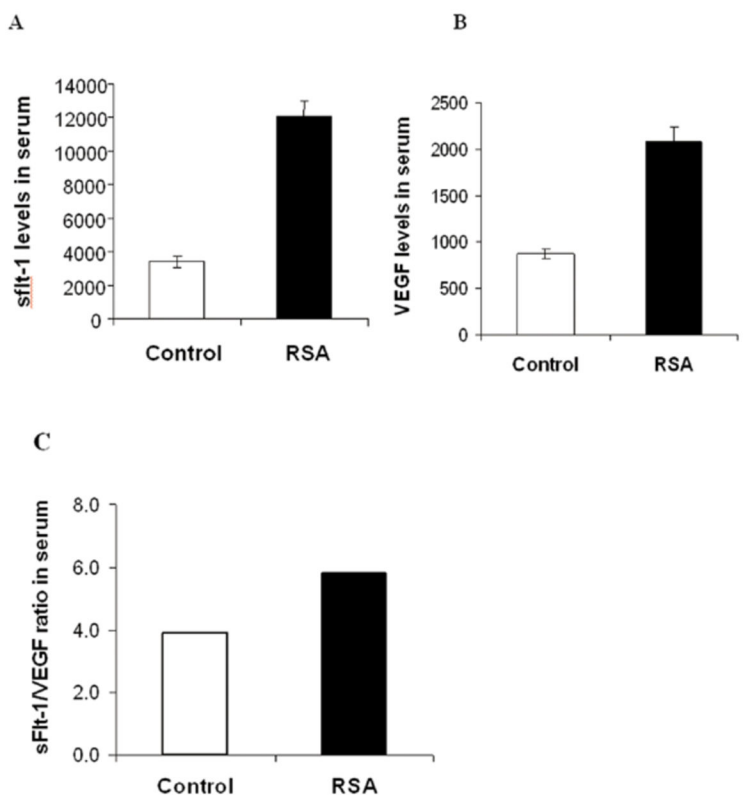 A
sflt-1 levels in serum
14000
12000
10000
8000
6000
4000
2000
0
Control RSA
B
VEGF levels in serum
2500
2000
1500
1000
500
0
Control RSA
C
sFlt-1/VEGF ratio in serum
8.0
6.0
4.0
2.0
0.0
Control RSA